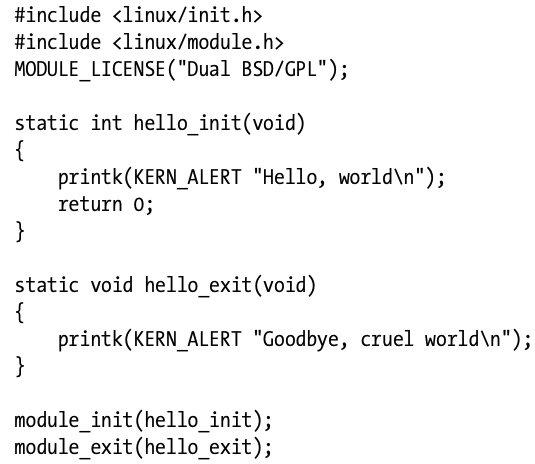 #include <linux/init.h>
#include <linux/module.h>
MODULE_LICENSE("Dual BSD/GPL");

static int hello_init(void)
{
    printk(KERN_ALERT "Hello, world\n");
    return 0;
}

static void hello_exit(void)
{
    printk(KERN_ALERT "Goodbye, cruel world\n");
}

module_init(hello_init);
module_exit(hello_exit);